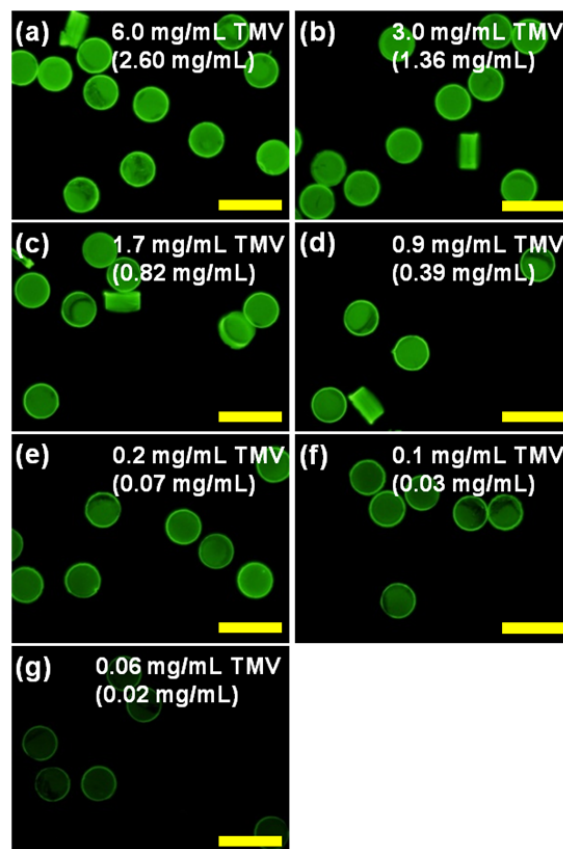 (a) 6.0 mg/mL TMV
(2.60 mg/mL)
(b) 3.0 mg/mL TMV
(1.36 mg/mL)
(c) 1.7 mg/mL TMV
(0.82 mg/mL)
(d) 0.9 mg/mL TMV
(0.39 mg/mL)
(e) 0.2 mg/mL TMV
(0.07 mg/mL)
(f) 0.1 mg/mL TMV
(0.03 mg/mL)
(g) 0.06 mg/mL TMV
(0.02 mg/mL)